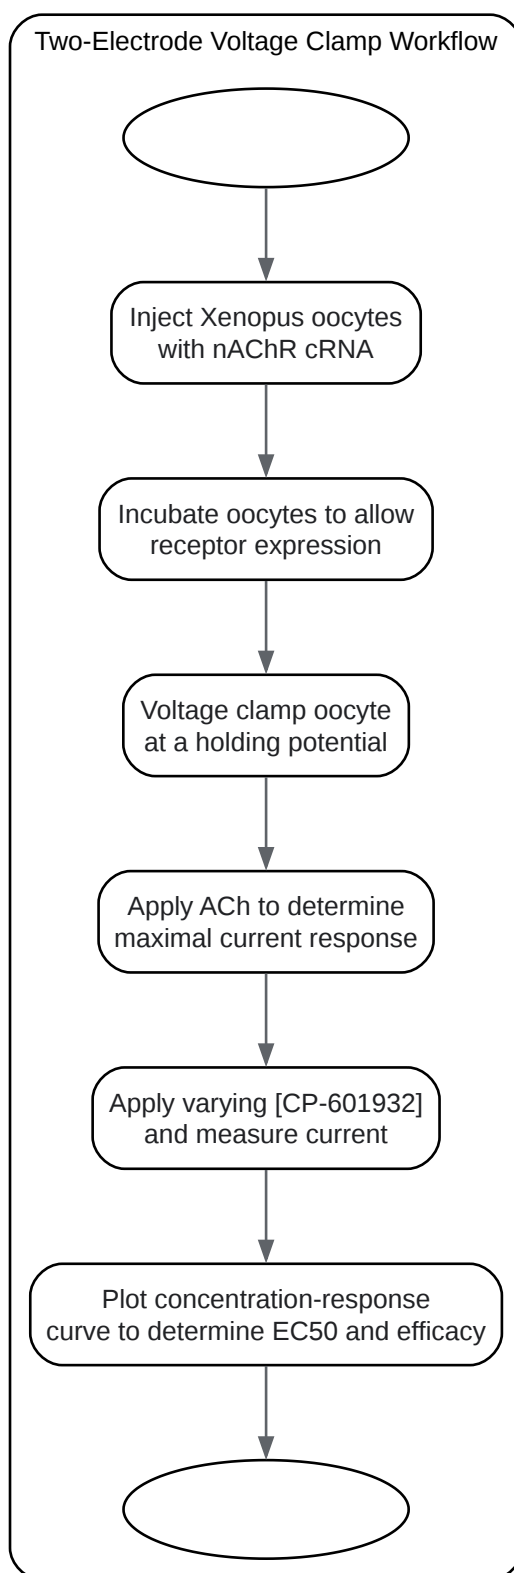 Two-Electrode Voltage Clamp Workflow
Inject Xenopus oocytes
with nAChR cRNA
Incubate oocytes to allow
receptor expression
Voltage clamp oocyte
at a holding potential
Apply ACh to determine
maximal current response
Apply varying [CP-601932]
and measure current
Plot concentration-response
curve to determine EC50 and efficacy